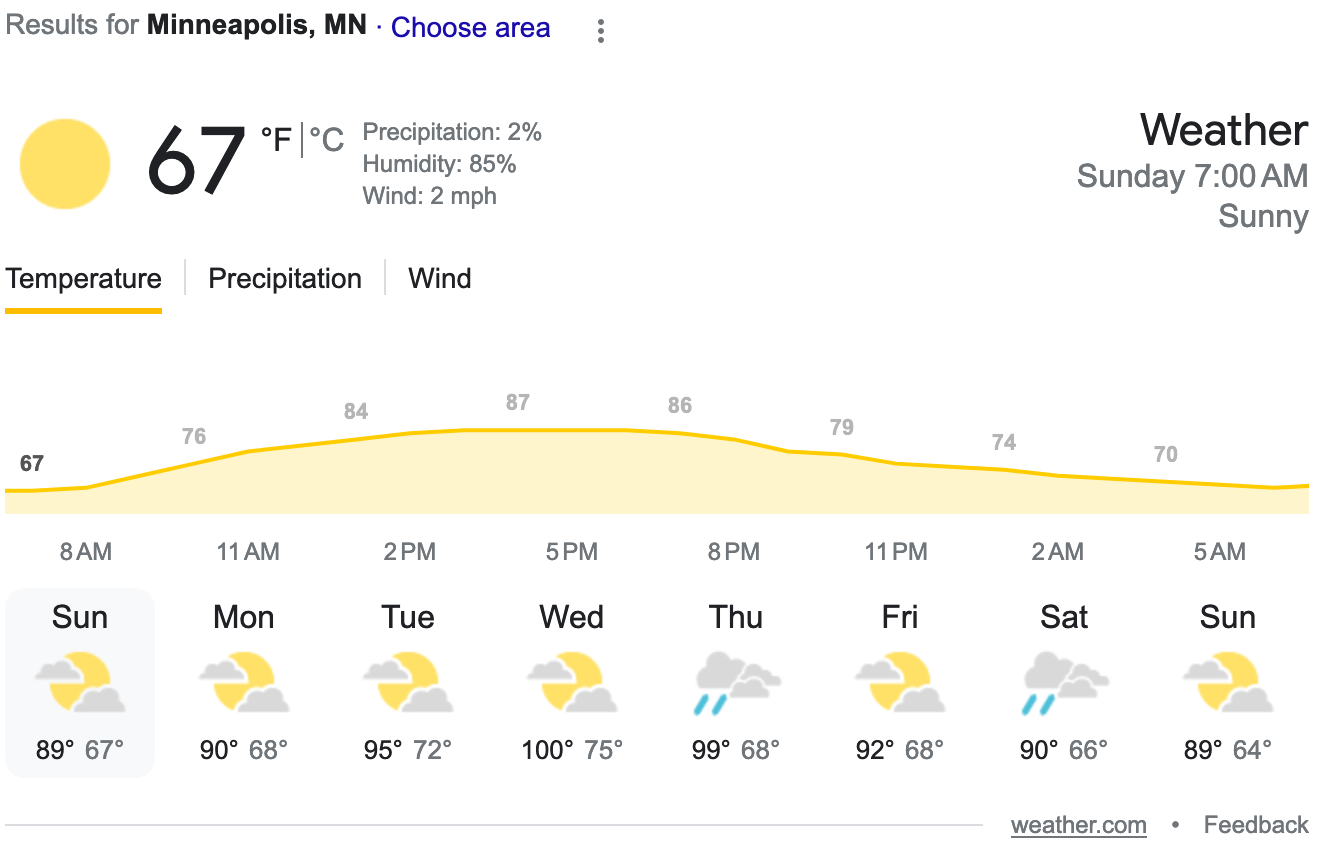 Results for Minneapolis, MN · Choose area
67 °F|°C
Precipitation: 2%
Humidity: 85%
Wind: 2 mph
Weather
Sunday 7:00 AM
Sunny
Temperature Precipitation Wind
67 76 84 87 86 79 74 70
8 AM 11 AM 2 PM 5 PM 8 PM 11 PM 2 AM 5 AM
Sun Mon Tue Wed Thu Fri Sat Sun
89° 67° 90° 68° 95° 72° 100° 75° 99° 68° 92° 68° 90° 66° 89° 64°
weather.com • Feedback